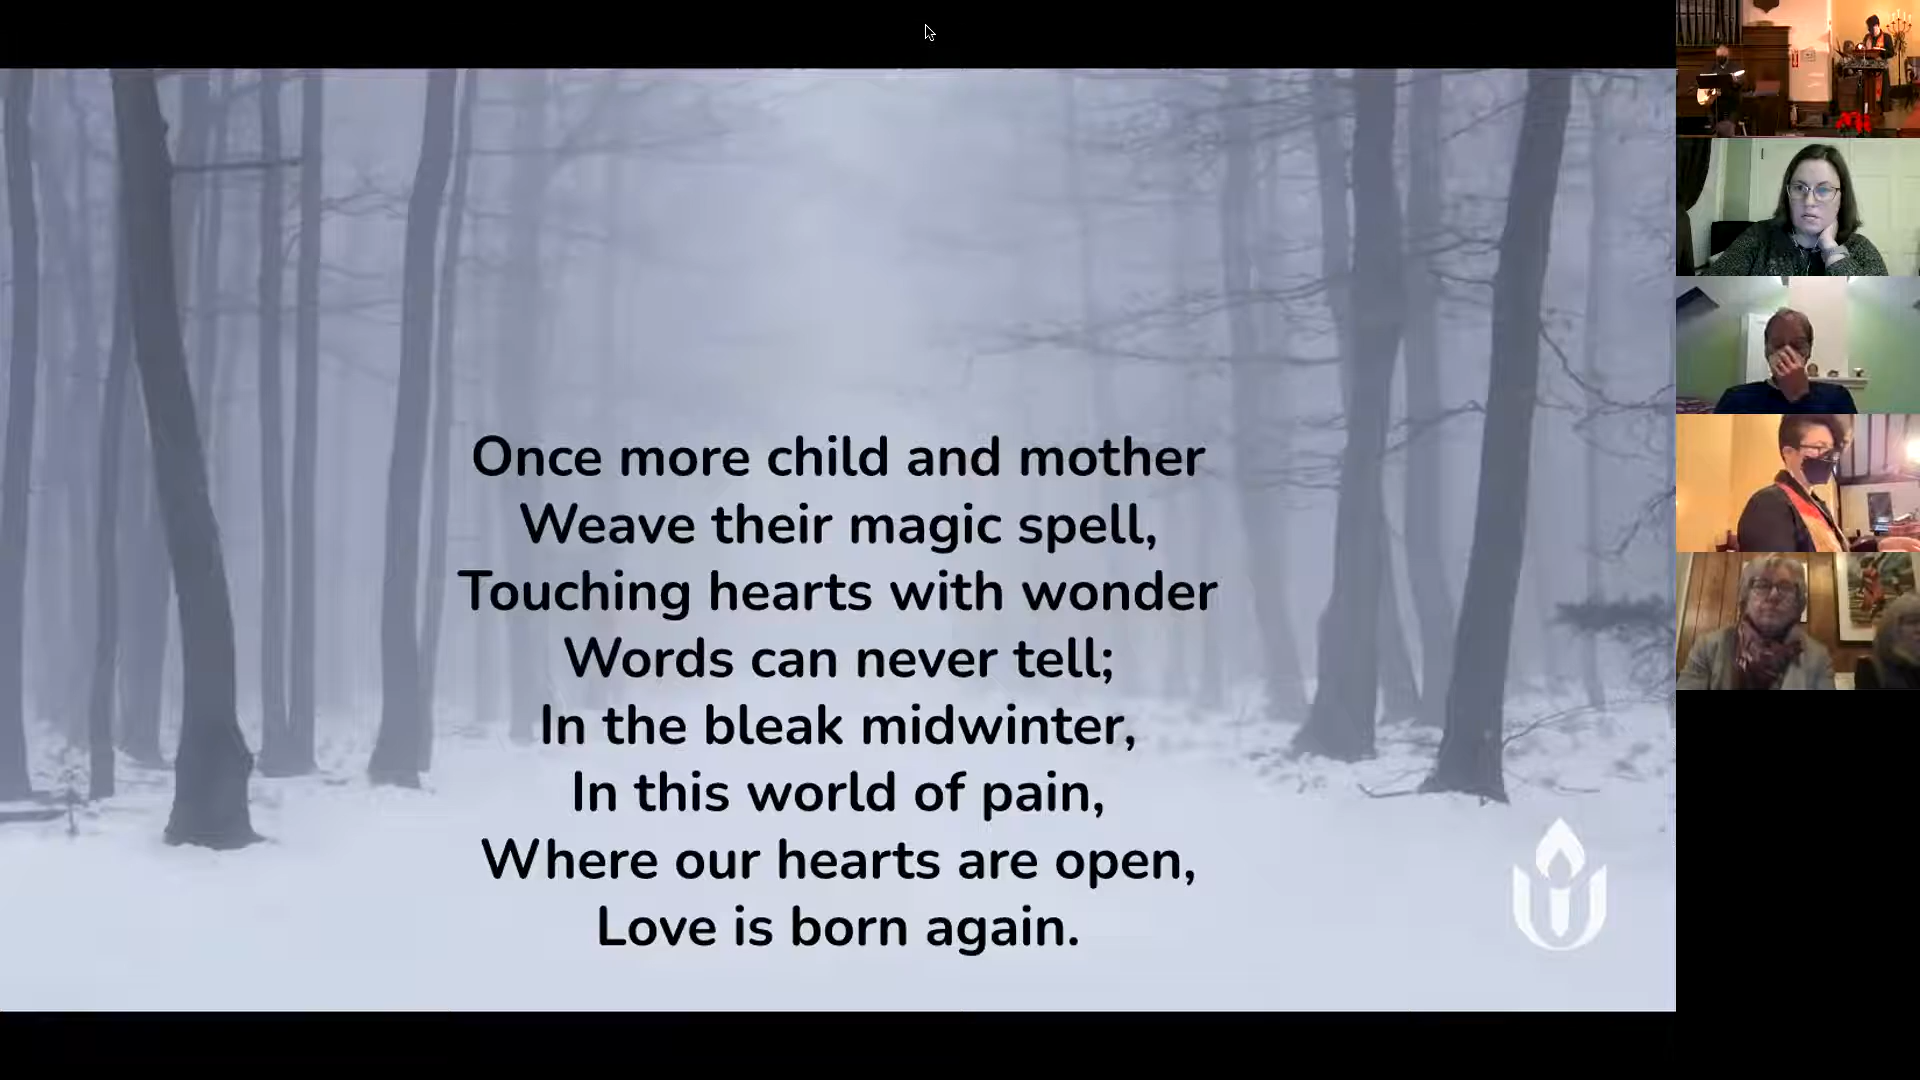 Once more child and mother
Weave their magic spell,
Touching hearts with wonder
Words can never tell;
In the bleak midwinter,
In this world of pain,
Where our hearts are open,
Love is born again.